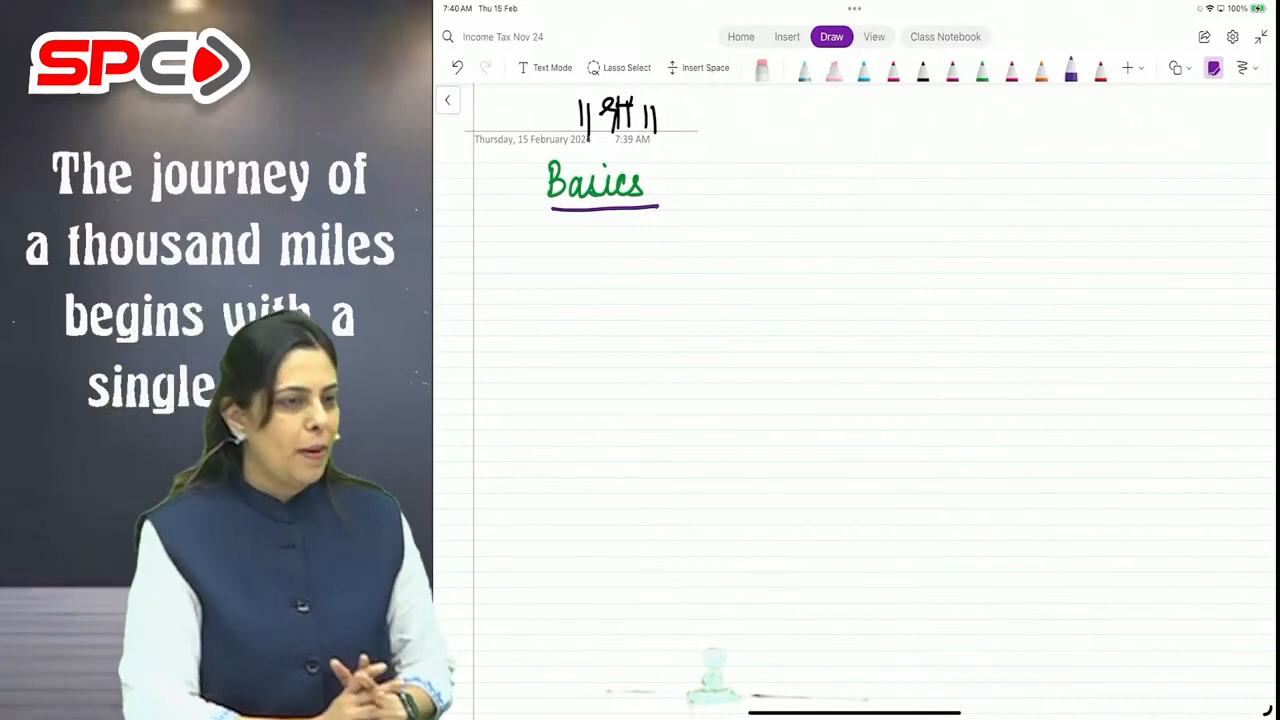 7:40 AM Thu 15 Feb
100%
Income Tax Nov 24
Home Insert Draw View Class Notebook
Text Mode Lasso Select Insert Space
SPE
The journey of
a thousand miles
begins with a
single
॥ श्री ॥
Thursday, 15 February 2024 7:39 AM
Basics